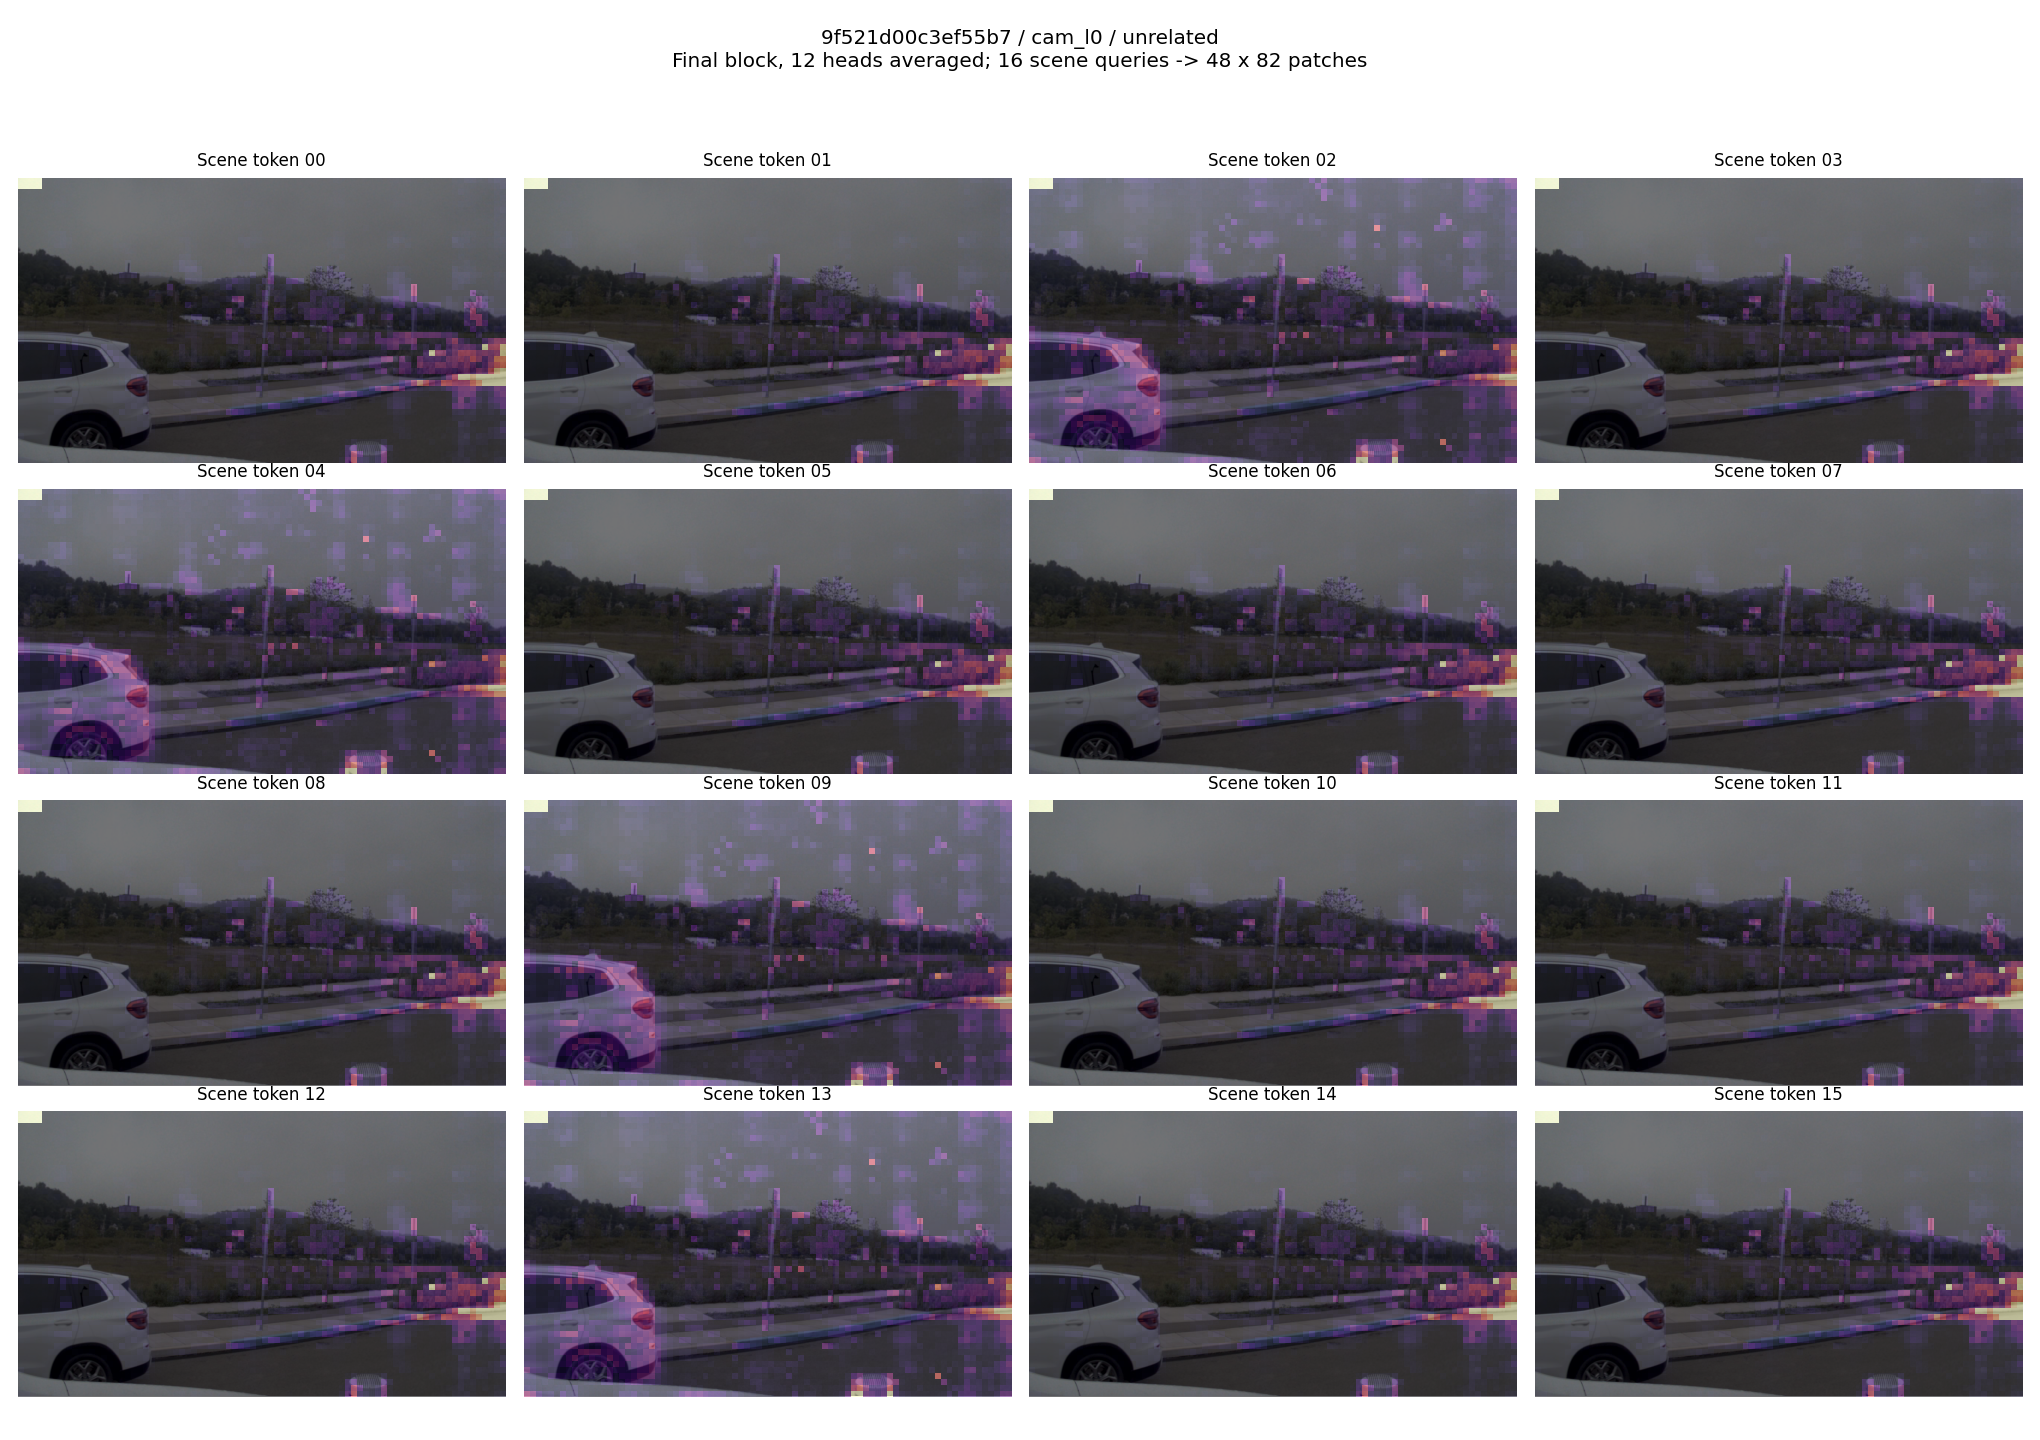 9f521d00c3ef55b7 / cam_l0 / unrelated
Final block, 12 heads averaged; 16 scene queries -> 48 x 82 patches
Scene token 00
Scene token 01
Scene token 02
Scene token 03
Scene token 04
Scene token 05
Scene token 06
Scene token 07
Scene token 08
Scene token 09
Scene token 10
Scene token 11
Scene token 12
Scene token 13
Scene token 14
Scene token 15